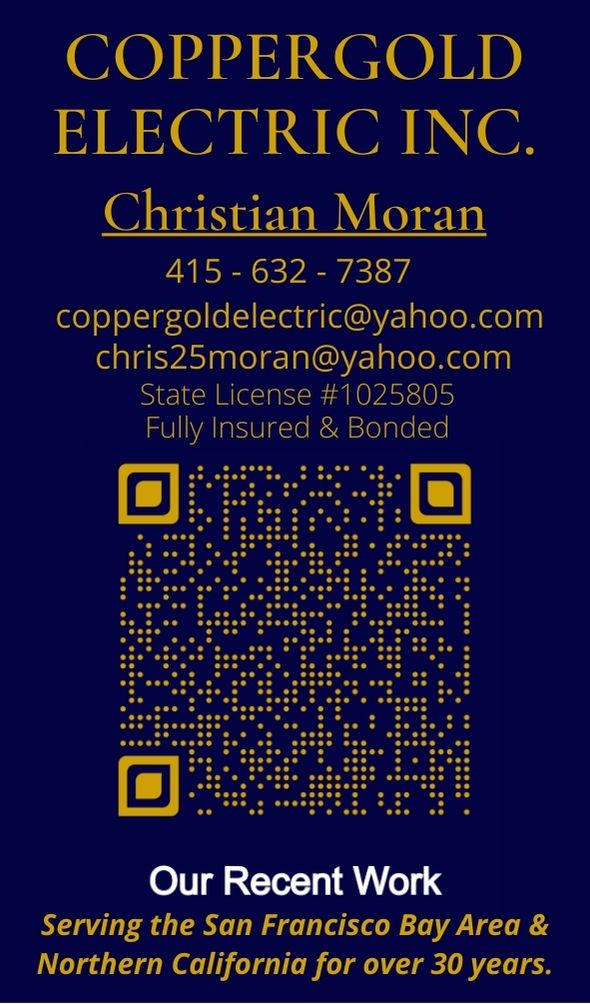 COPPERGOLD
ELECTRIC INC.
Christian Moran
415 - 632 - 7387
coppergoldelectric@yahoo.com
chris25moran@yahoo.com
State License #1025805
Fully Insured & Bonded
Our Recent Work
Serving the San Francisco Bay Area &
Northern California for over 30 years.